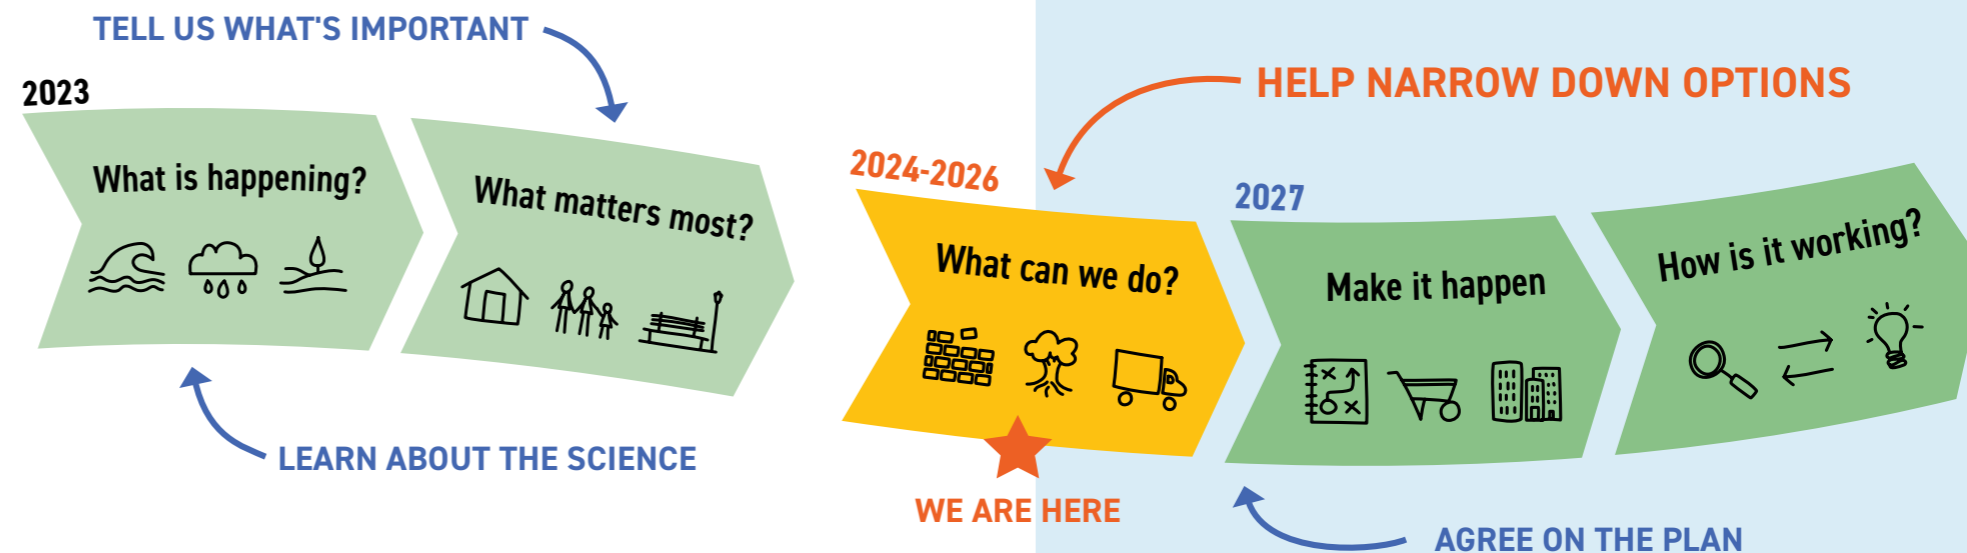 TELL US WHAT'S IMPORTANT
2023
What is happening?
LEARN ABOUT THE SCIENCE
What matters most?
HELP NARROW DOWN OPTIONS
2024-2026
What can we do?
WE ARE HERE
2027
Make it happen
AGREE ON THE PLAN
How is it working?